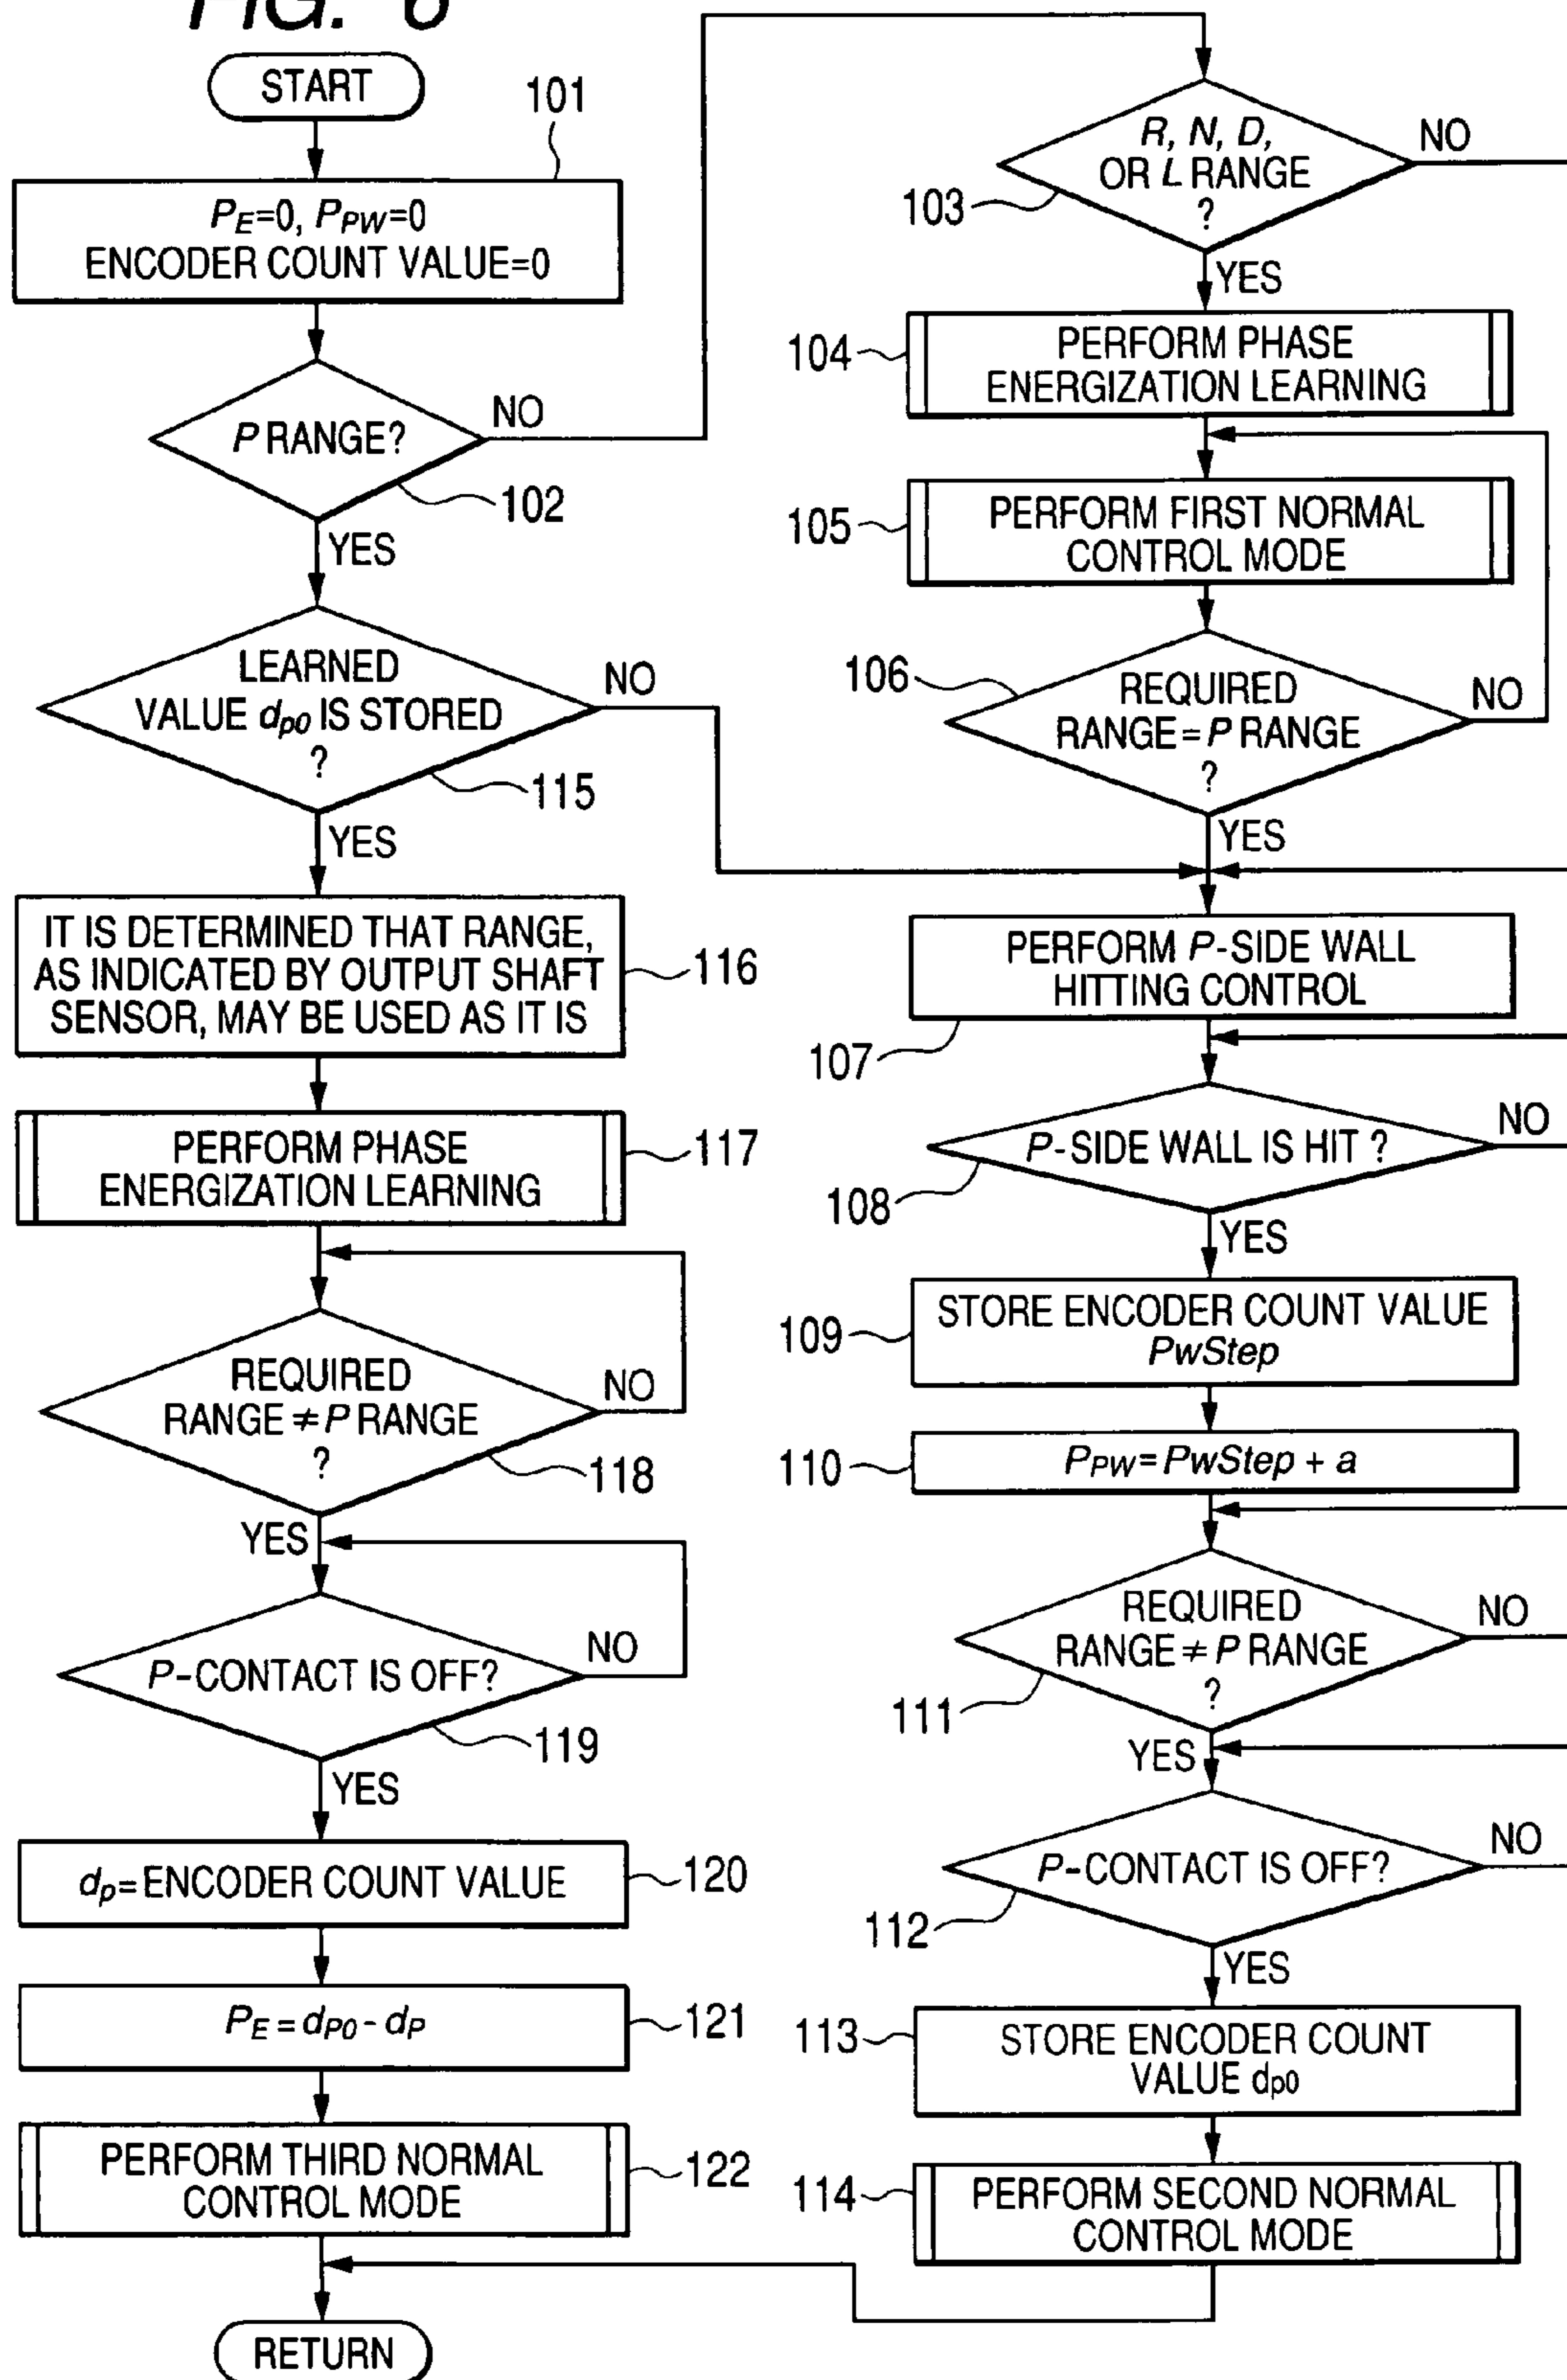 FIG. 6
START
101
PE=0, PPW=0
ENCODER COUNT VALUE=0
P RANGE?
NO
102
YES
LEARNED
VALUE dp0 IS STORED
?
NO
115
YES
IT IS DETERMINED THAT RANGE,
AS INDICATED BY OUTPUT SHAFT
SENSOR, MAY BE USED AS IT IS
116
PERFORM PHASE
ENERGIZATION LEARNING
117
REQUIRED
RANGE ≠ P RANGE
?
NO
118
YES
P-CONTACT IS OFF?
NO
119
YES
dp=ENCODER COUNT VALUE
120
PE = dP0 - dP
121
PERFORM THIRD NORMAL
CONTROL MODE
122
RETURN
R, N, D,
OR L RANGE
?
NO
103
YES
104
PERFORM PHASE
ENERGIZATION LEARNING
105
PERFORM FIRST NORMAL
CONTROL MODE
106
REQUIRED
RANGE = P RANGE
?
NO
YES
PERFORM P-SIDE WALL
HITTING CONTROL
107
P-SIDE WALL IS HIT ?
NO
108
YES
109
STORE ENCODER COUNT VALUE
PwStep
110
PPW = PwStep + a
REQUIRED
RANGE ≠ P RANGE
?
NO
111
YES
P-CONTACT IS OFF?
NO
112
YES
113
STORE ENCODER COUNT
VALUE dp0
114
PERFORM SECOND NORMAL
CONTROL MODE